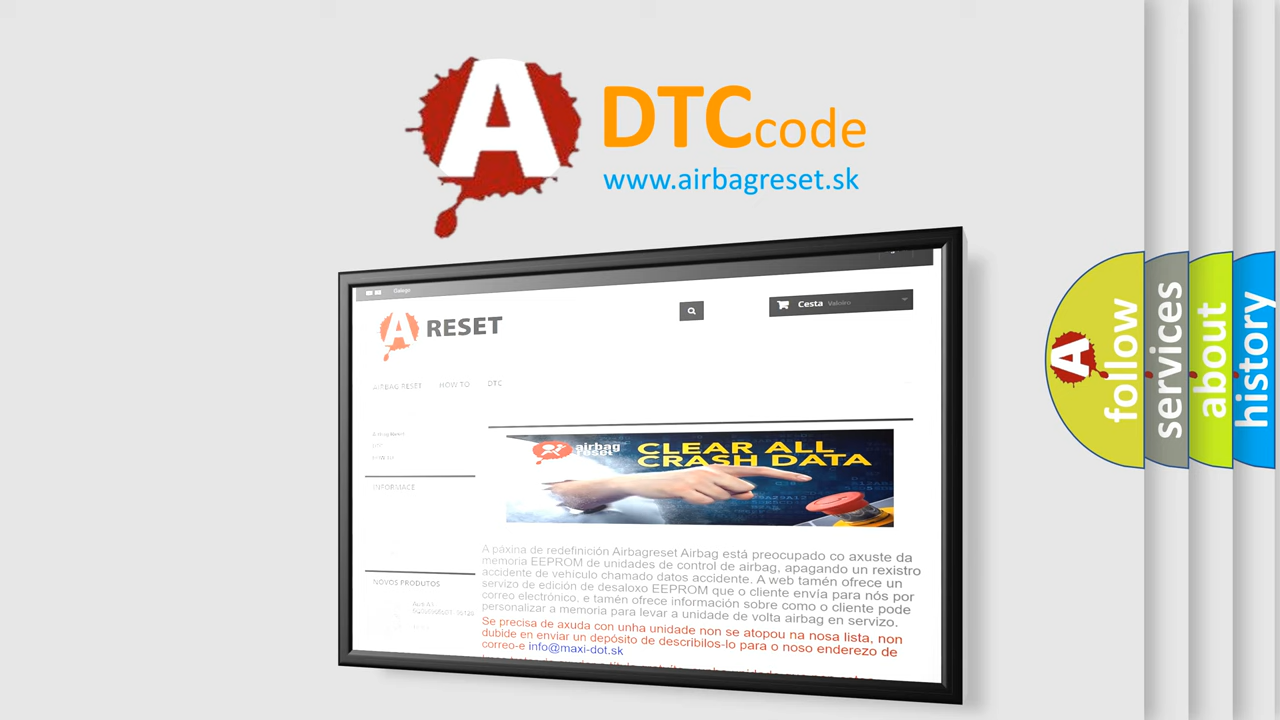 A
DTCcode
www.airbagreset.sk
Galego
A RESET
Cesta Valeiro
AIRBAG RESET HOW TO DTC
INFORMACE
NOVOS PRODUTOS
airbag
reset
CLEAR ALL
CRASH DATA
A páxina de redefinición Airbagreset Airbag está preocupado co axuste da
memoria EEPROM de unidades de control de airbag, apagando un rexistro
accidente de vehículo chamado datos accidente. A web tamén ofrece un
servizo de edición de desaloxo EEPROM que o cliente envía para nós por
correo electrónico, e tamén ofrece información sobre como o cliente pode
personalizar a memoria para levar a unidade de volta airbag en servizo.
Se precisa de axuda con unha unidade non se atopou na nosa lista, non
dubide en enviar un depósito de describilos-lo para o noso enderezo de
correo-e info@maxi-dot.sk
A
follow
services
about
history